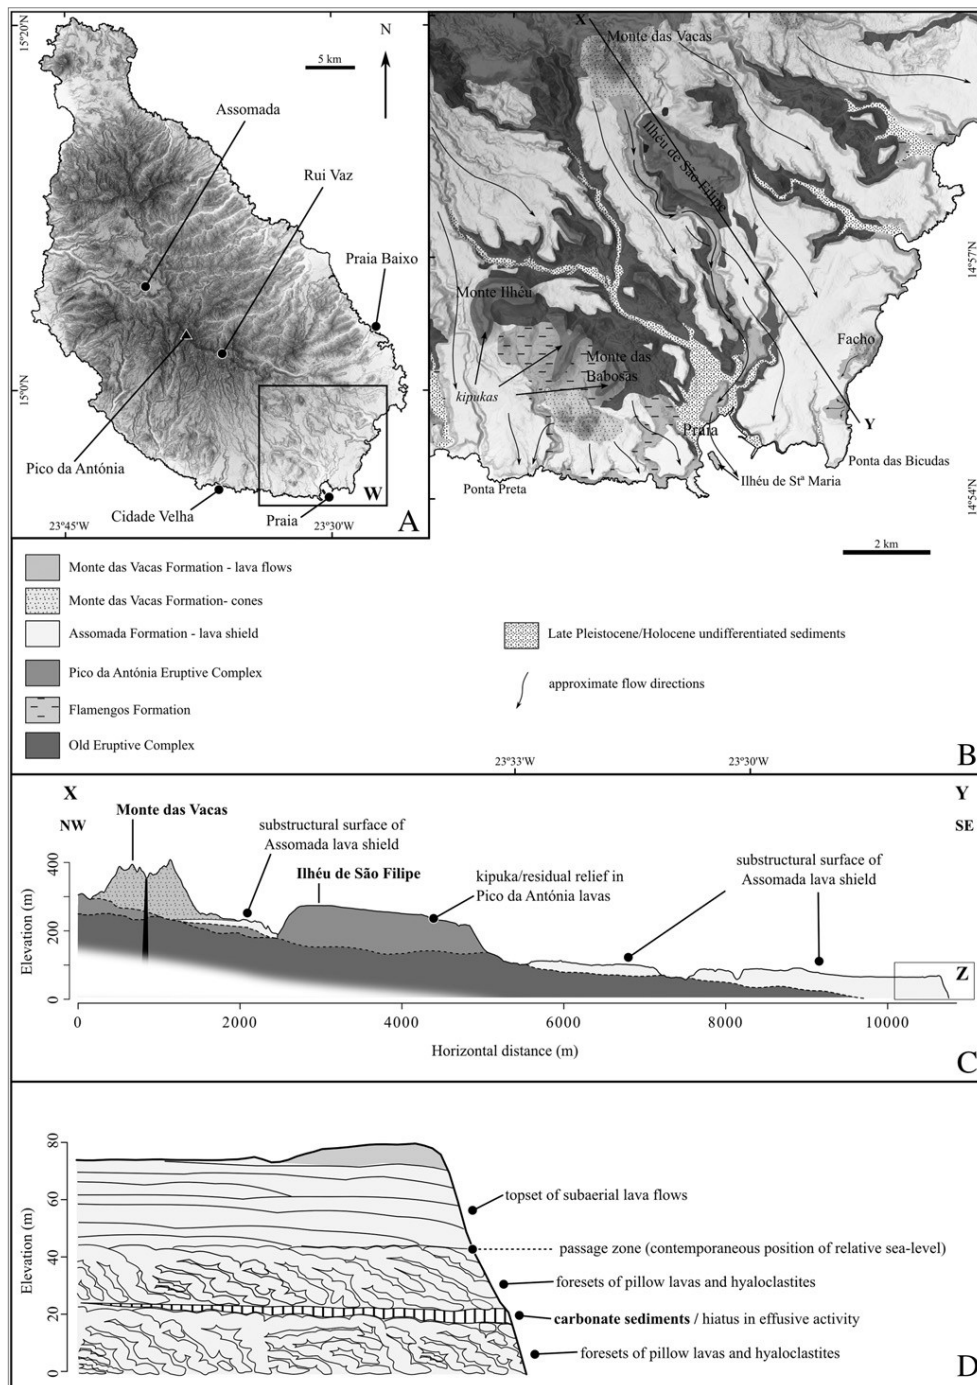 15°20'N
N
5 km
Assomada
Rui Vaz
Praia Baixo
15°0'N
Pico da Antónia
Cidade Velha
Praia
W
A
23°45'W
23°30'W
X
Monte das Vacas
Ilhéu de São Filipe
14°57'N
Monte Ilhéu
Facho
Monte das
Babosas
kipukas
Praia
Y
Ponta das Bicudas
Ilhéu de Stª Maria
Ponta Preta
14°54'N
2 km
Monte das Vacas Formation - lava flows
Monte das Vacas Formation- cones
Assomada Formation - lava shield
Pico da Antónia Eruptive Complex
Flamengos Formation
Old Eruptive Complex
Late Pleistocene/Holocene undifferentiated sediments
approximate flow directions
B
23°33'W
23°30'W
X
Y
NW
SE
Monte das Vacas
substructural surface of
Assomada lava shield
Ilhéu de São Filipe
kipuka/residual relief in
Pico da Antónia lavas
substructural surface of
Assomada lava shield
Elevation (m)
400
200
0
Z
0
2000
4000
6000
8000
10000
Horizontal distance (m)
C
Elevation (m)
80
60
40
20
0
topset of subaerial lava flows
passage zone (contemporaneous position of relative sea-level)
foresets of pillow lavas and hyaloclastites
carbonate sediments / hiatus in effusive activity
foresets of pillow lavas and hyaloclastites
D